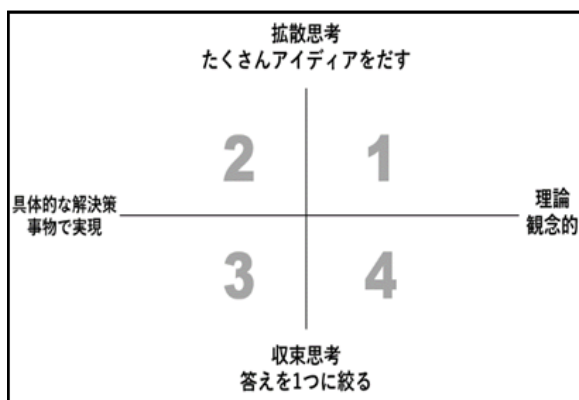 拡散思考
たくさんアイディアをだす
2
1
具体的な解決策
事物で実現
理論
観念的
3
4
収束思考
答えを1つに絞る